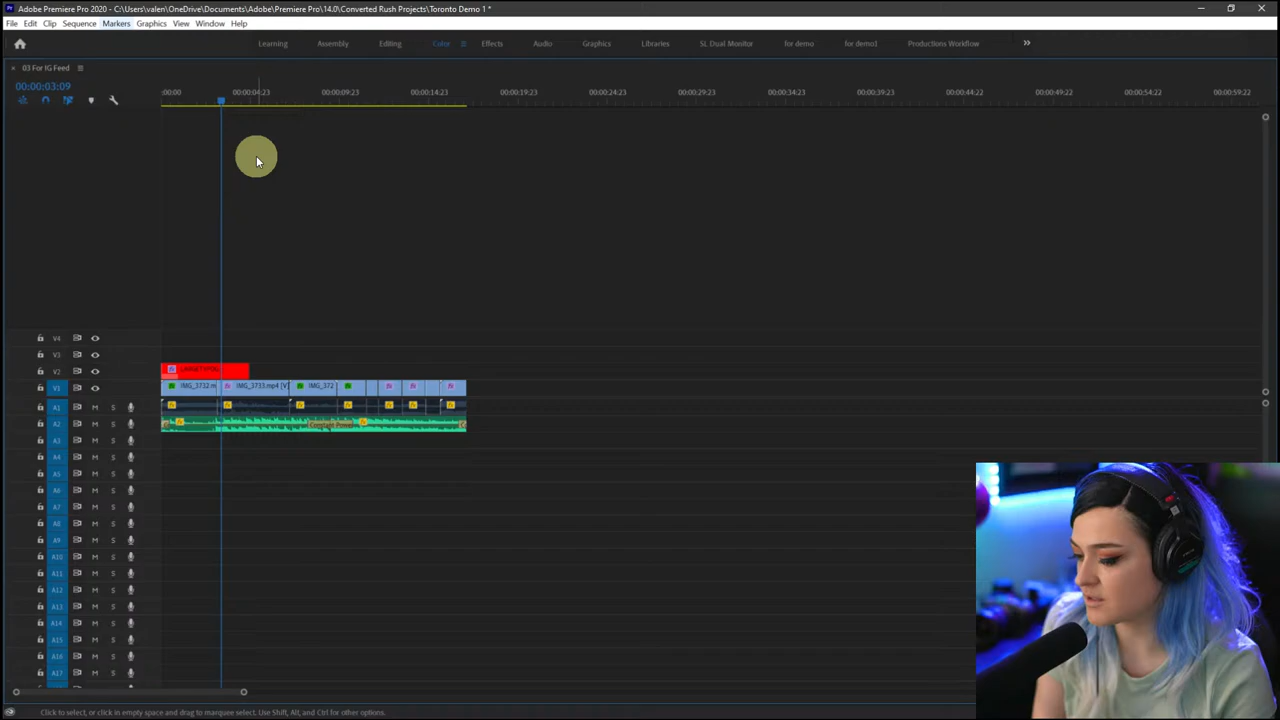 Adobe Premiere Pro 2020 - C:\Users\valen\OneDrive\Documents\Adobe\Premiere Pro\14.0\Converted Rush Projects\Toronto Demo 1 *
File Edit Clip Sequence Markers Graphics View Window Help
Learning Assembly Editing Color Effects Audio Graphics Libraries SL Dual Monitor for demo for demo1 Productions Workflow
× 03 For IG Feed
00:00:03:09
:00:00 00:00:04:23 00:00:09:23 00:00:14:23 00:00:19:23 00:00:24:23 00:00:29:23 00:00:34:23 00:00:39:23 00:00:44:22 00:00:49:22 00:00:54:22 00:00:59:22
V4
V3
V2
V1 IMG_3732.m IMG_3733.mp4 [V] IMG_372
A1 M S
A2 M S Constant Power
A3 M S
A4 M S
A5 M S
A6 M S
A7 M S
A8 M S
A9 M S
A10 M S
A11 M S
A12 M S
A13 M S
A14 M S
A15 M S
A16 M S
A17 M S
Click to select, or click in empty space and drag to marquee select. Use Shift, Alt, and Ctrl for other options.